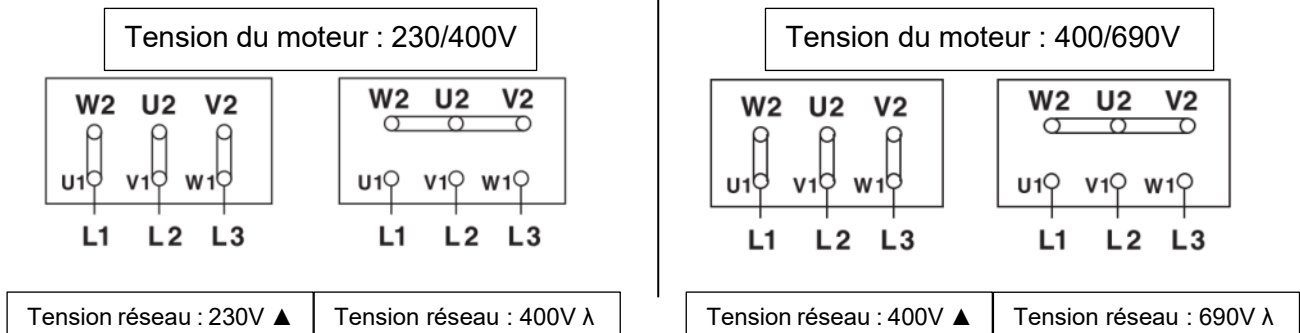 Tension du moteur : 230/400V
W2 U2 V2
U1 V1 W1
L1 L2 L3
W2 U2 V2
U1 V1 W1
L1 L2 L3
Tension réseau : 230V ▲
Tension réseau : 400V λ
Tension du moteur : 400/690V
W2 U2 V2
U1 V1 W1
L1 L2 L3
W2 U2 V2
U1 V1 W1
L1 L2 L3
Tension réseau : 400V ▲
Tension réseau : 690V λ